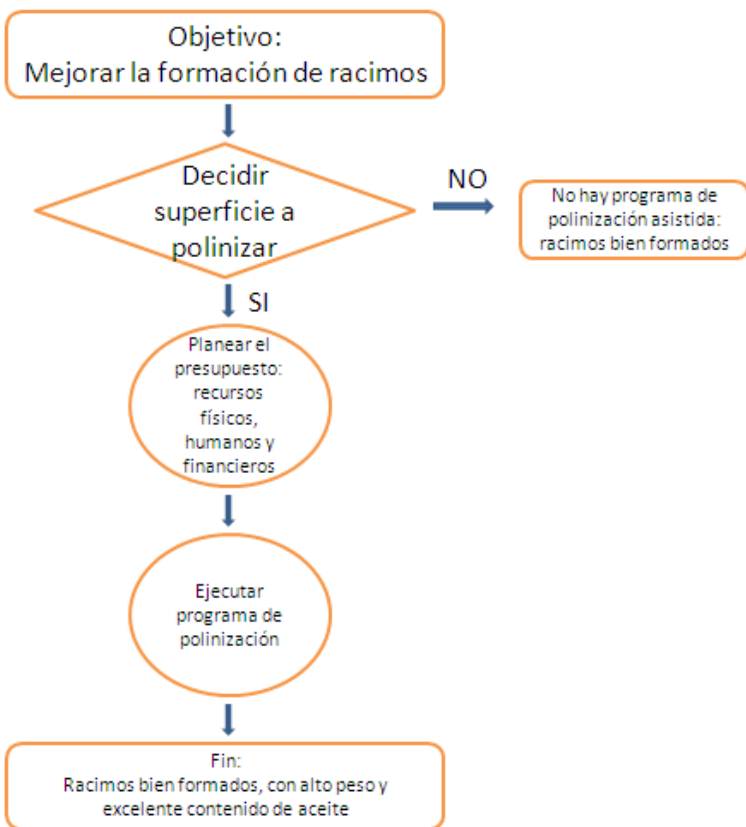 Objetivo:
Mejorar la formación de racimos
Decidir
superficie a
polinizar
NO
No hay programa de
polinización asistida:
racimos bien formados
SI
Planear el
presupuesto:
recursos
físicos,
humanos y
financieros
Ejecutar
programa de
polinización
Fin:
Racimos bien formados, con alto peso y
excelente contenido de aceite